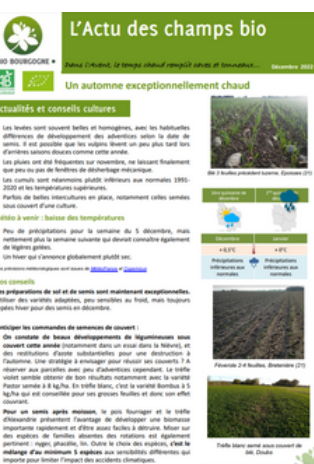 L'Actu des champs bio
BIO BOURGOGNE
AB
Dans l'Avent, le temps chaud remplit caves et tonneaux...
Décembre 2022
Un automne exceptionnellement chaud
ctualités et conseils cultures
Les levées sont souvent belles et homogènes, avec les habituelles
différences de développement des adventices selon la date de
semis. Il est possible que les vulpins lèvent un peu plus tard lors
d'arrières saisons douces comme cette année.
Les pluies ont été fréquentes sur novembre, ne laissant finalement
que peu ou pas de fenêtres de désherbage mécanique.
Les cumuls sont néanmoins plutôt inférieurs aux normales 1991-
2020 et les températures supérieures.
Parfois de belles intercultures en place, notamment celles semées
sous couvert d'une culture.
Météo à venir : baisse des températures
Peu de précipitations pour la semaine du 5 décembre, mais
nettement plus la semaine suivante qui devrait connaître également
de légères gelées.
Un hiver qui s'annonce globalement plutôt sec.
es prévisions météorologiques sont issues de MétéoFrance et Copernicus
os conseils
es préparations de sol et de semis sont maintenant exceptionnelles.
tiliser des variétés adaptées, peu sensibles au froid, mais toujours
ypées hiver pour des semis en décembre.
nticiper les commandes de semences de couvert :
On constate de beaux développements de légumineuses sous
couvert cette année (notamment dans un essai dans la Nièvre), et
des restitutions d'azote substantielles pour une destruction à
l'automne. Une stratégie à envisager pour réussir ses couverts ? A
réserver aux parcelles avec peu d'adventices cependant. Le trèfle
violet semble obtenir de bon résultats notamment avec la variété
Pastor semée à 8 kg/ha. En trèfle blanc, c'est la variété Bombus à 5
kg/ha qui est conseillée pour ses grosses feuilles et donc son effet
couvrant.
Pour un semis après moisson, le pois fourrager et le trèfle
d'Alexandrie présentent l'avantage de développer une biomasse
importante rapidement et d'être assez faciles à détruire. Miser sur
des espèces de familles absentes des rotations est également
pertinent : niger, phacélie, lin. Outre le choix des espèces, c'est le
mélange d'au minimum 5 espèces aux sensibilités différentes qui
importe pour limiter l'impact des accidents climatiques.
Blé 3 feuilles précédent luzerne, Epoisses (21)
Décembre
Janvier
+ 0,5°C
+ 1°C
Précipitations
inférieures aux
normales
Précipitations
inférieures aux
normales
Féverole 2-4 feuilles, Bretenière (21)
Trèfle blanc semé sous couvert de
blé, Doubs